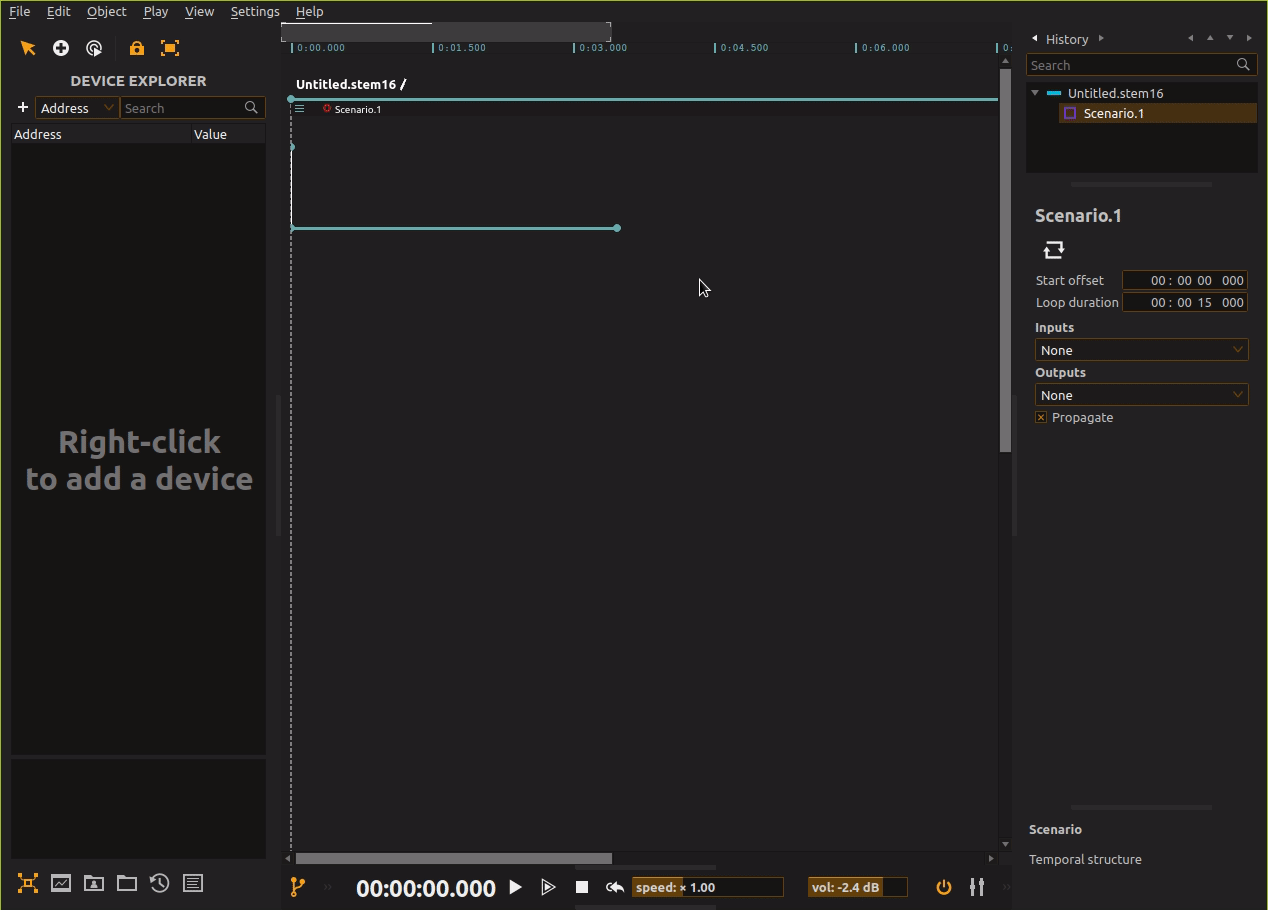 File Edit Object Play View Settings Help
0:00.000 0:01.500 0:03.000 0:04.500 0:06.000
History
Search
DEVICE EXPLORER
Address Search
Address Value
Untitled.stem16 /
Scenario.1
Untitled.stem16
Scenario.1
Right-click
to add a device
Scenario.1
Start offset 00 : 00 00 000
Loop duration 00 : 00 15 000
Inputs
None
Outputs
None
Propagate
Scenario
Temporal structure
00:00:00.000 speed: × 1.00 vol: -2.4 dB